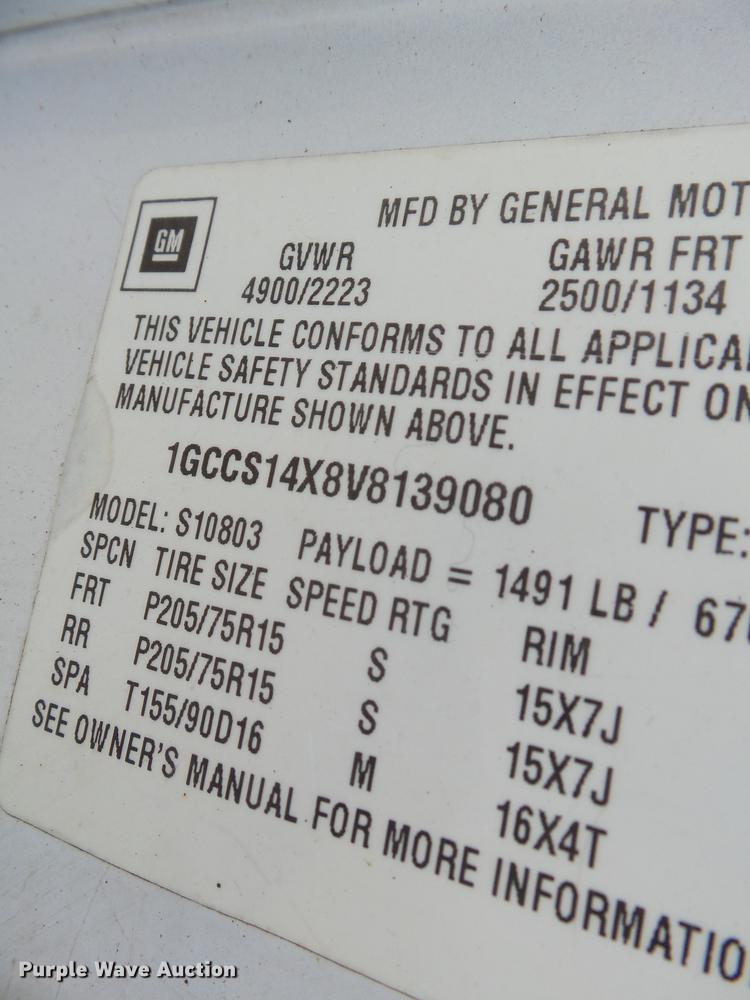 MFD BY GENERAL
GM
GVWR GAWR FRT
4900/2223 2500/1134
THIS VEHICLE CONFORMS TO ALL
VEHICLE SAFETY STANDARDS IN EFFECT ON
MANUFACTURE SHOWN ABOVE.
1GCCS14X8V8139080 TYPE:
MODEL: S10803 PAYLOAD = 1491 LB /
SPCN TIRE SIZE SPEED RTG RIM
FRT P205/75R15 S 15X7J
RR P205/75R15 S 15X7J
SPA T155/90D16 M 16X4T
SEE OWNER'S MANUAL FOR MORE
Purple Wave Auction